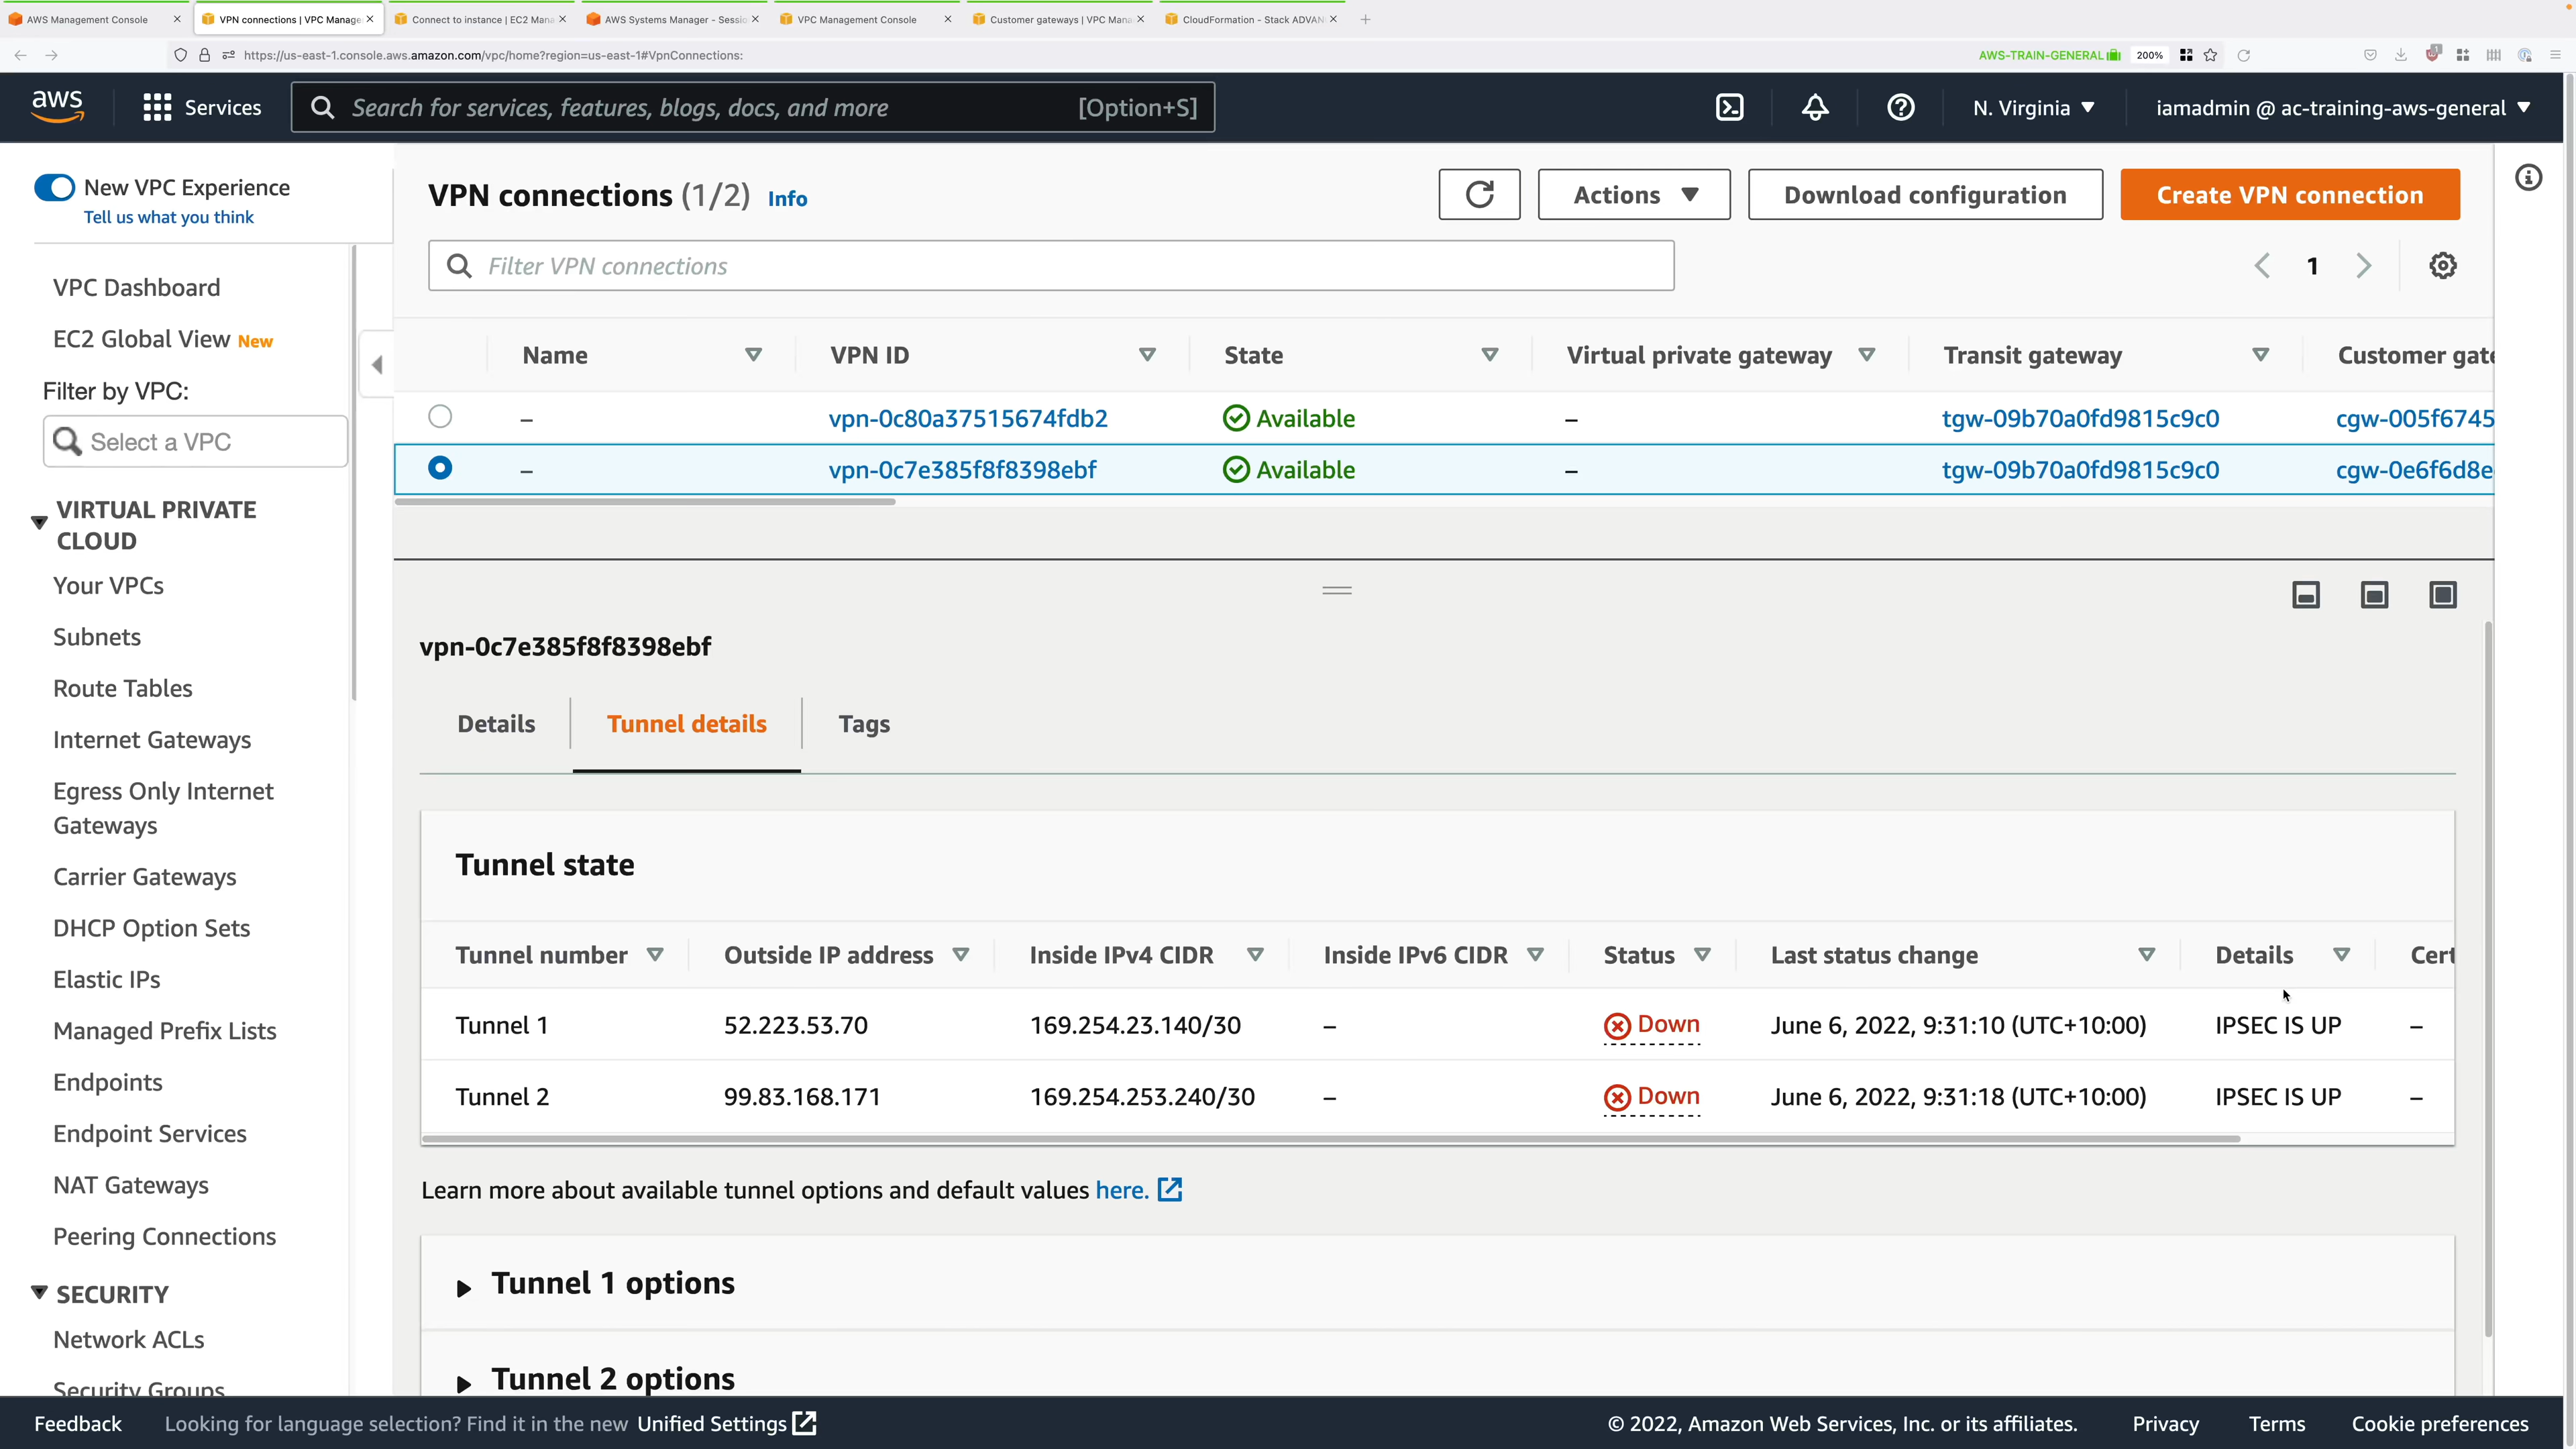 AWS Management Console
VPN connections | VPC Manage
Connect to instance | EC2 Mana
AWS Systems Manager - Sessio
VPC Management Console
Customer gateways | VPC Mana
CloudFormation - Stack ADVAN
https://us-east-1.console.aws.amazon.com/vpc/home?region=us-east-1#VpnConnections:
AWS-TRAIN-GENERAL
200%
aws
Services
Search for services, features, blogs, docs, and more
[Option+S]
N. Virginia
iamadmin @ ac-training-aws-general
New VPC Experience
Tell us what you think
VPC Dashboard
EC2 Global View New
Filter by VPC:
Select a VPC
VIRTUAL PRIVATE
CLOUD
Your VPCs
Subnets
Route Tables
Internet Gateways
Egress Only Internet
Gateways
Carrier Gateways
DHCP Option Sets
Elastic IPs
Managed Prefix Lists
Endpoints
Endpoint Services
NAT Gateways
Peering Connections
SECURITY
Network ACLs
Security Groups
VPN connections (1/2) Info
Actions
Download configuration
Create VPN connection
Filter VPN connections
1
Name VPN ID State Virtual private gateway Transit gateway Customer gate
– vpn-0c80a37515674fdb2 Available – tgw-09b70a0fd9815c9c0 cgw-005f6745
– vpn-0c7e385f8f8398ebf Available – tgw-09b70a0fd9815c9c0 cgw-0e6f6d8e
vpn-0c7e385f8f8398ebf
Details Tunnel details Tags
Tunnel state
Tunnel number Outside IP address Inside IPv4 CIDR Inside IPv6 CIDR Status Last status change Details Cert
Tunnel 1 52.223.53.70 169.254.23.140/30 – Down June 6, 2022, 9:31:10 (UTC+10:00) IPSEC IS UP –
Tunnel 2 99.83.168.171 169.254.253.240/30 – Down June 6, 2022, 9:31:18 (UTC+10:00) IPSEC IS UP –
Learn more about available tunnel options and default values here.
Tunnel 1 options
Tunnel 2 options
Feedback
Looking for language selection? Find it in the new Unified Settings
© 2022, Amazon Web Services, Inc. or its affiliates.
Privacy
Terms
Cookie preferences